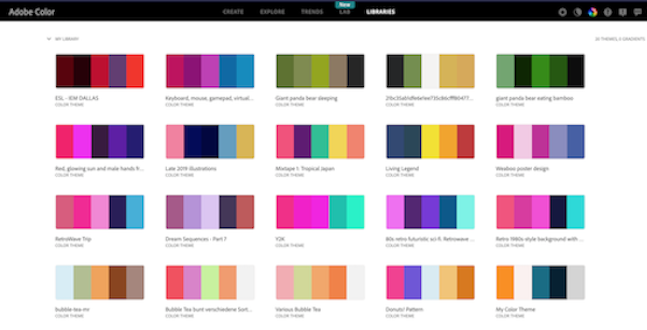 Adobe Color
CREATE EXPLORE TRENDS New LAB LIBRARIES
MY LIBRARY
20 THEMES, 0 GRADIENTS
ESL - IEM DALLAS
COLOR THEME
Keyboard, mouse, gamepad, virtual...
COLOR THEME
Giant panda bear sleeping
COLOR THEME
COLOR THEME
giant panda bear eating bamboo
COLOR THEME
Red, glowing sun and male hands fr...
COLOR THEME
Late 2019 illustrations
COLOR THEME
Mixtape 1: Tropical Japan
COLOR THEME
Living Legend
COLOR THEME
Weaboo poster design
COLOR THEME
RetroWave Trip
COLOR THEME
Dream Sequences - Part 7
COLOR THEME
Y2K
COLOR THEME
80s retro futuristic sci-fi. Retrowave ...
COLOR THEME
Retro 1980s style background with ...
COLOR THEME
bubble-tea-mr
COLOR THEME
Bubble Tea bunt verschiedene Sort...
COLOR THEME
Various Bubble Tea
COLOR THEME
Donuts! Pattern
COLOR THEME
My Color Theme
COLOR THEME